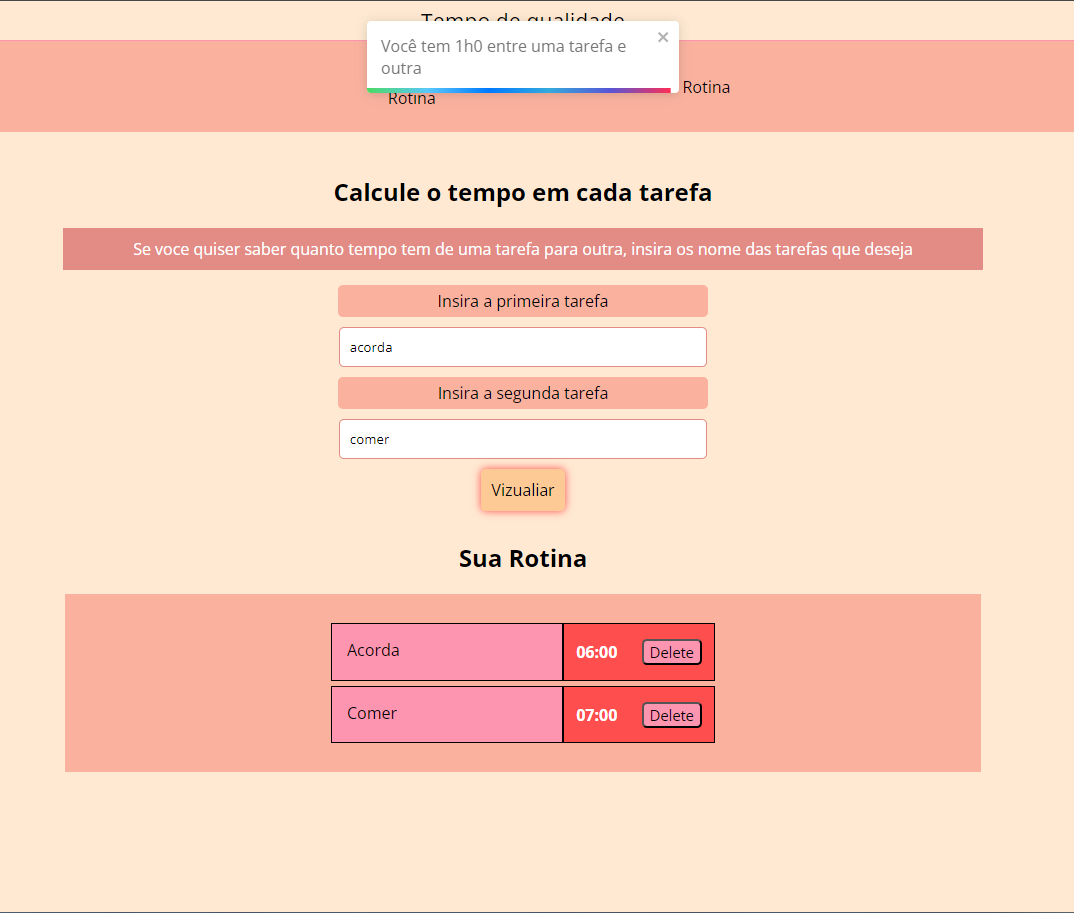 Tempo de qualidade
Você tem 1h0 entre uma tarefa e
outra
Rotina
Rotina
Calcule o tempo em cada tarefa
Se voce quiser saber quanto tempo tem de uma tarefa para outra, insira os nome das tarefas que deseja
Insira a primeira tarefa
acorda
Insira a segunda tarefa
comer
Vizualiar
Sua Rotina
Acorda 06:00 Delete
Comer 07:00 Delete